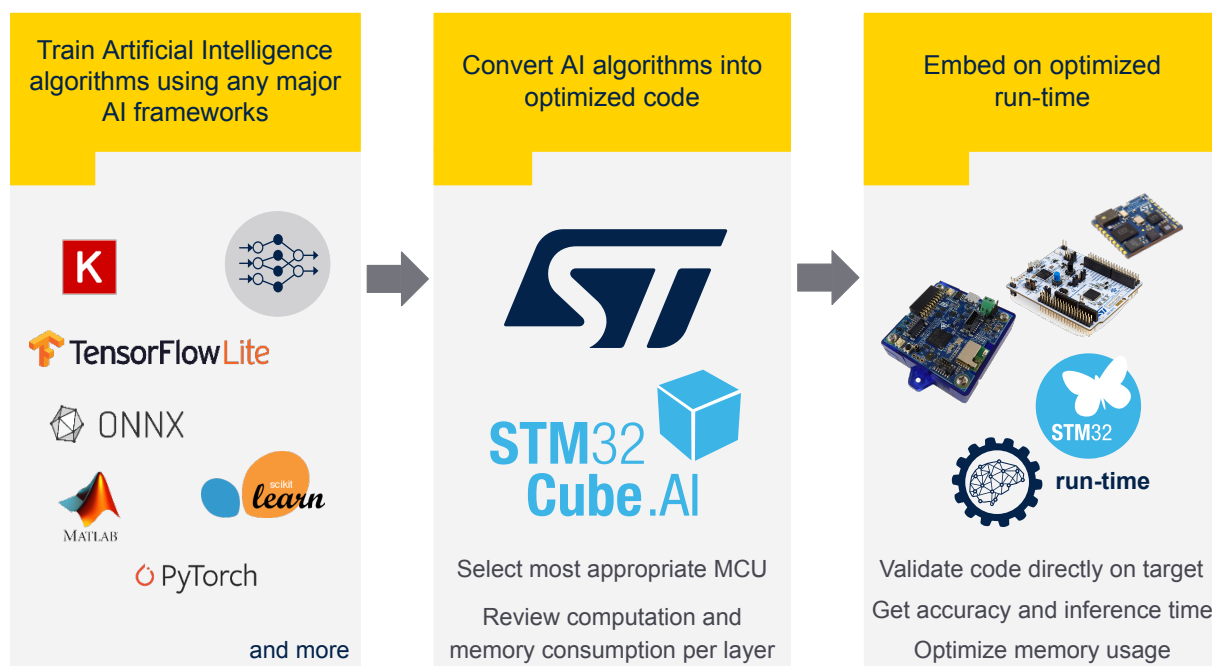 Train Artificial Intelligence
algorithms using any major
AI frameworks
K
TensorFlow Lite
ONNX
MATLAB
scikit
learn
PyTorch
and more
Convert AI algorithms into
optimized code
ST
STM32
Cube.AI
Select most appropriate MCU
Review computation and
memory consumption per layer
Embed on optimized
run-time
STM32
run-time
Validate code directly on target
Get accuracy and inference time
Optimize memory usage